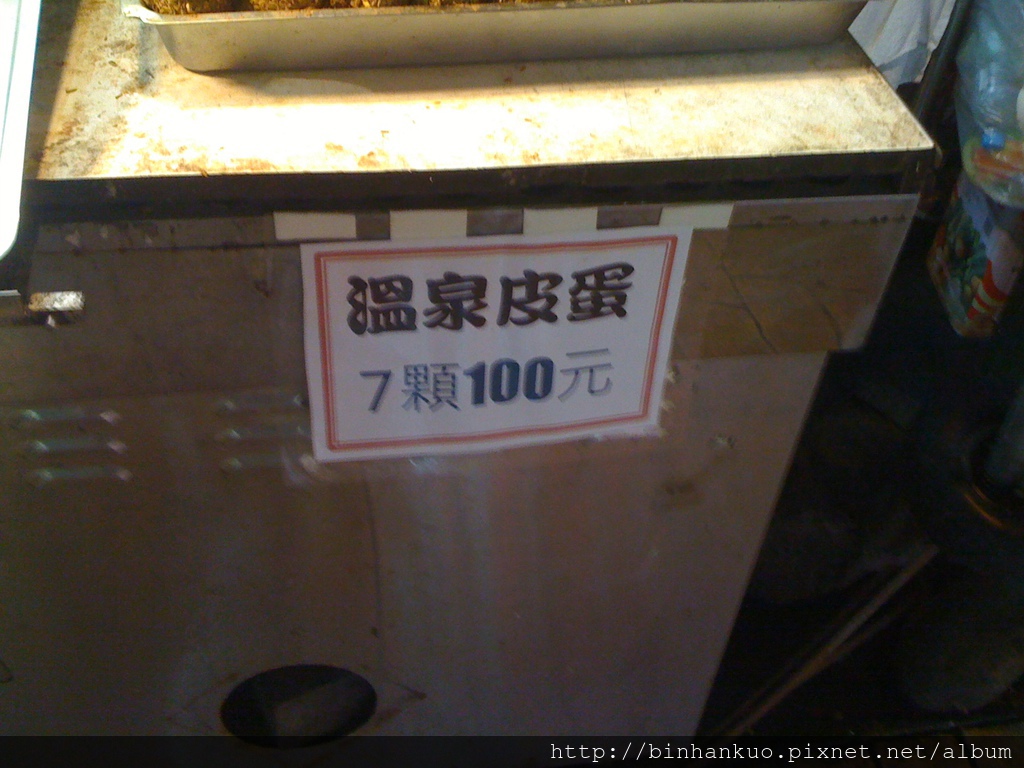 溫泉皮蛋
7顆100元
http://binhankuo.pixnet.net/album